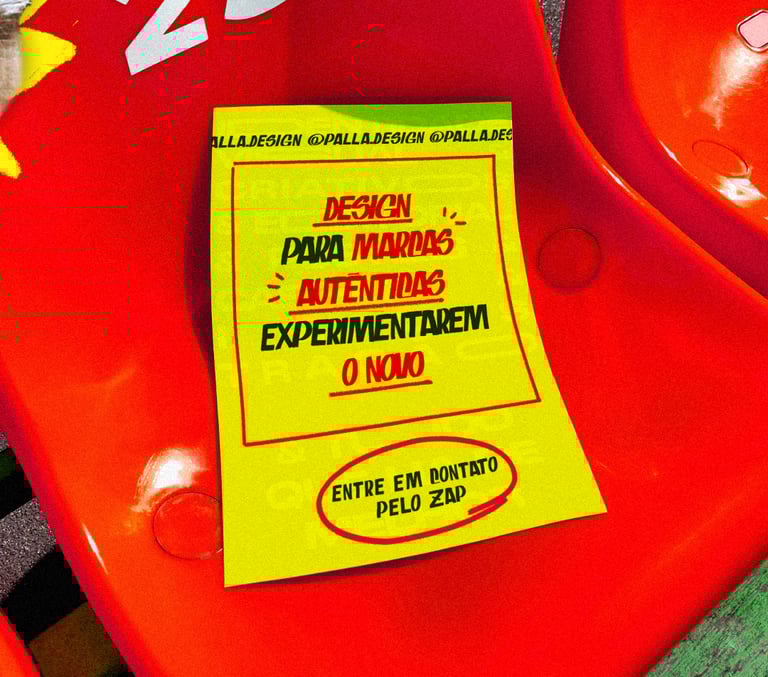 ALLA.DESIGN @PALLA.DESIGN @PALLA.DES
DESIGN
PARA MARCAS
AUTÊNTICAS
EXPERIMENTAREM
O NOVO
ENTRE EM CONTATO
PELO ZAP